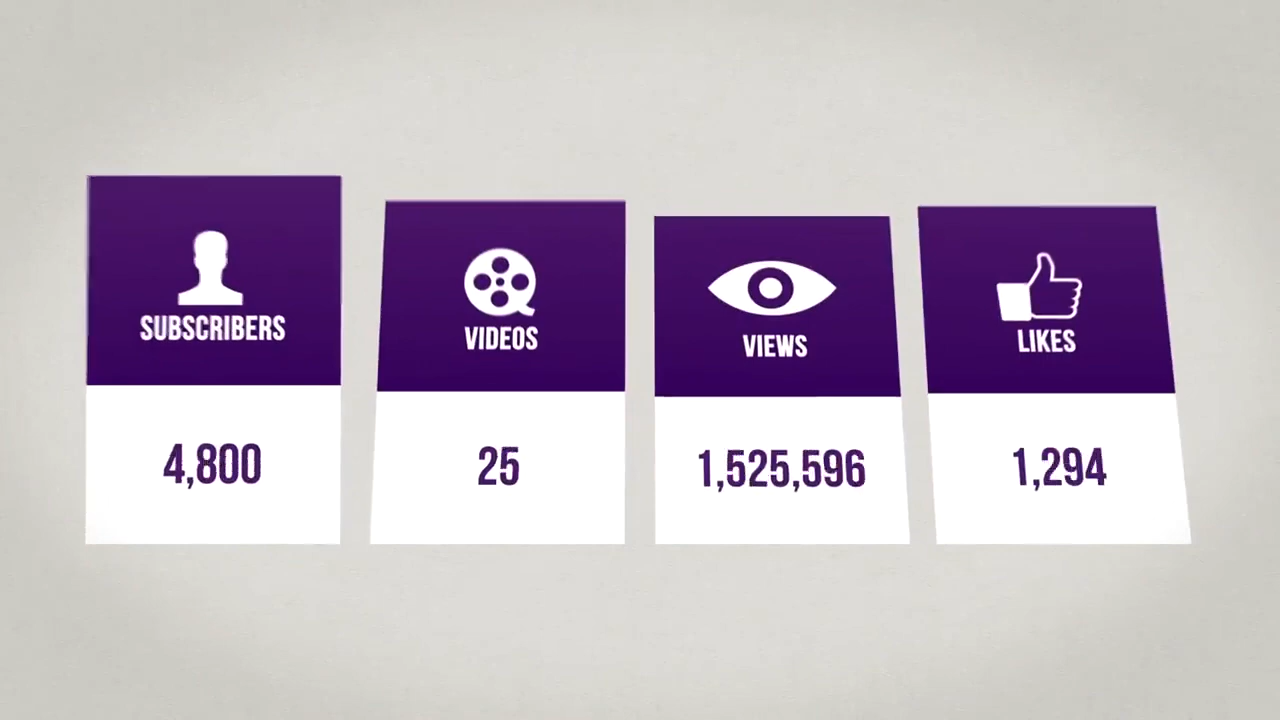 SUBSCRIBERS
4,800
VIDEOS
25
VIEWS
1,525,596
LIKES
1,294